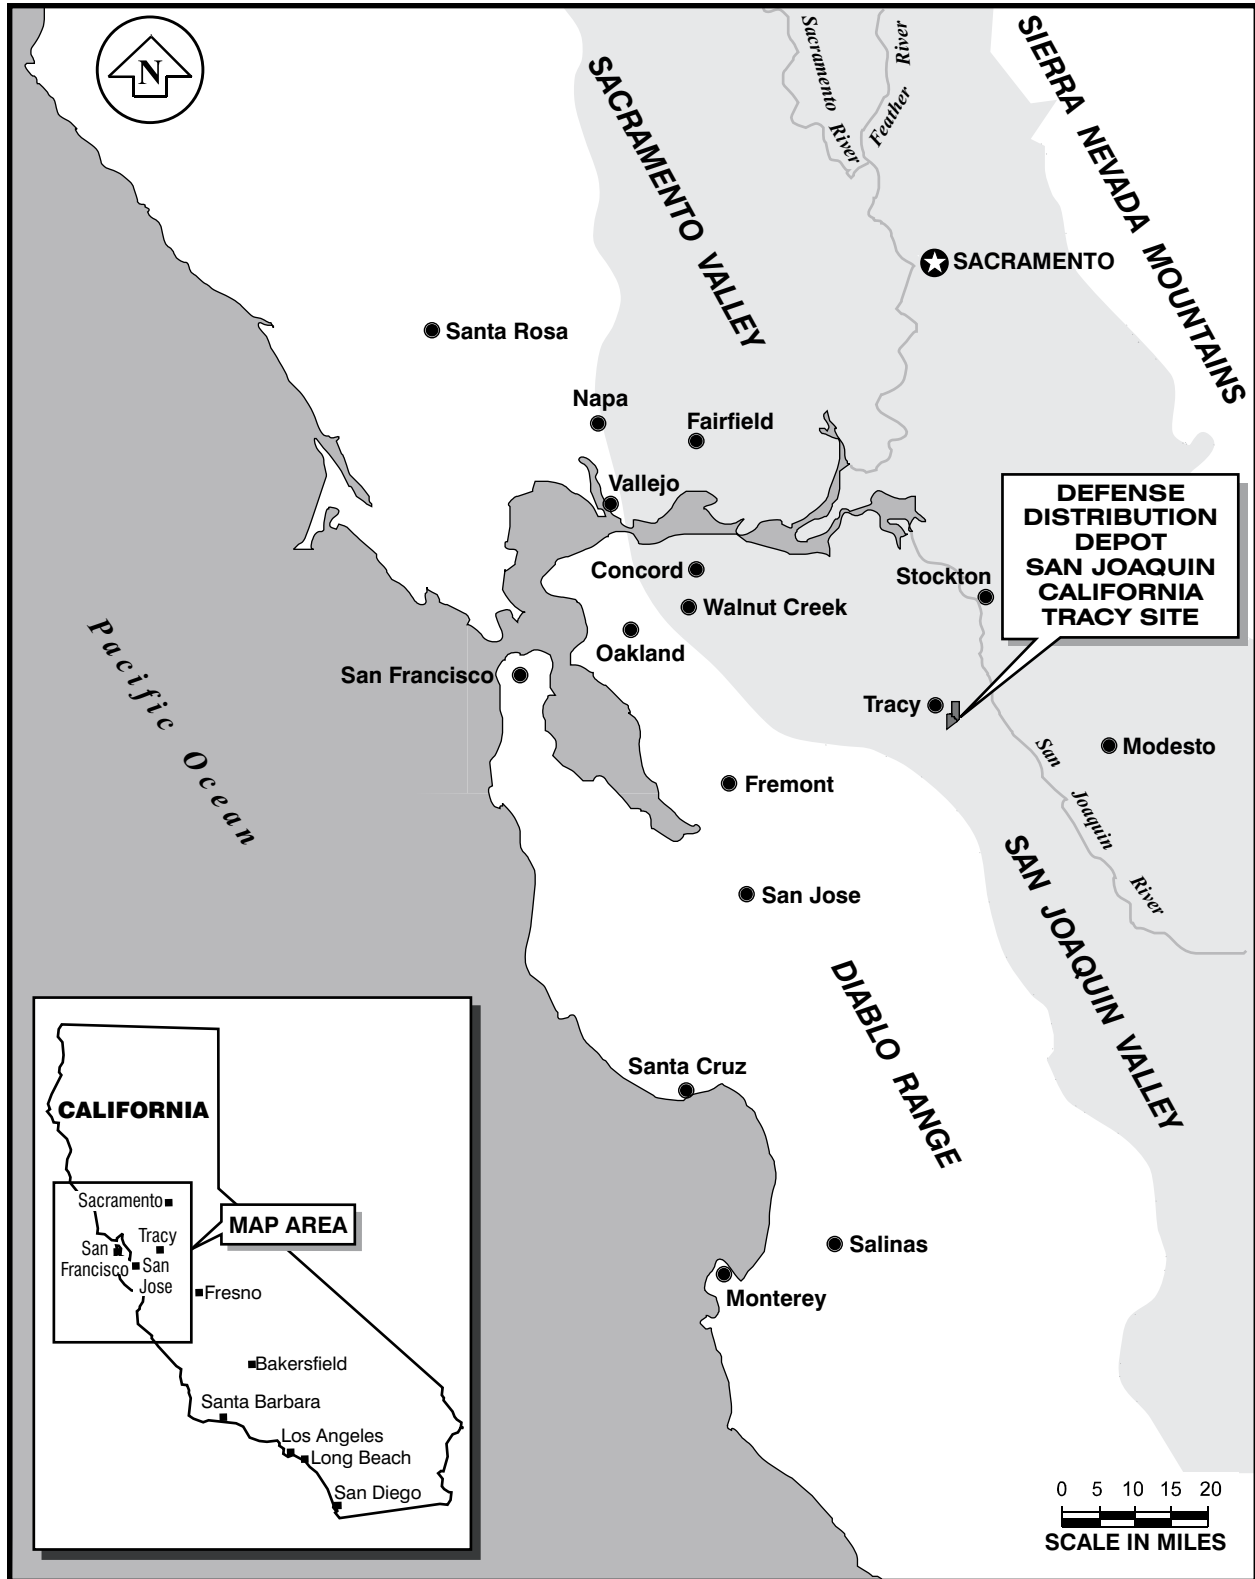 N
Sacramento River
Feather River
SIERRA NEVADA MOUNTAINS
SACRAMENTO VALLEY
SACRAMENTO
Santa Rosa
Napa
Fairfield
Vallejo
DEFENSE
DISTRIBUTION
DEPOT
SAN JOAQUIN
CALIFORNIA
TRACY SITE
Concord
Stockton
Walnut Creek
Oakland
San Francisco
Pacific Ocean
Tracy
Modesto
San Joaquin River
Fremont
San Jose
SAN JOAQUIN VALLEY
DIABLO RANGE
Santa Cruz
Salinas
Monterey
CALIFORNIA
Sacramento
MAP AREA
Tracy
San
Francisco
San
Jose
Fresno
Bakersfield
Santa Barbara
Los Angeles
Long Beach
San Diego
0 5 10 15 20
SCALE IN MILES